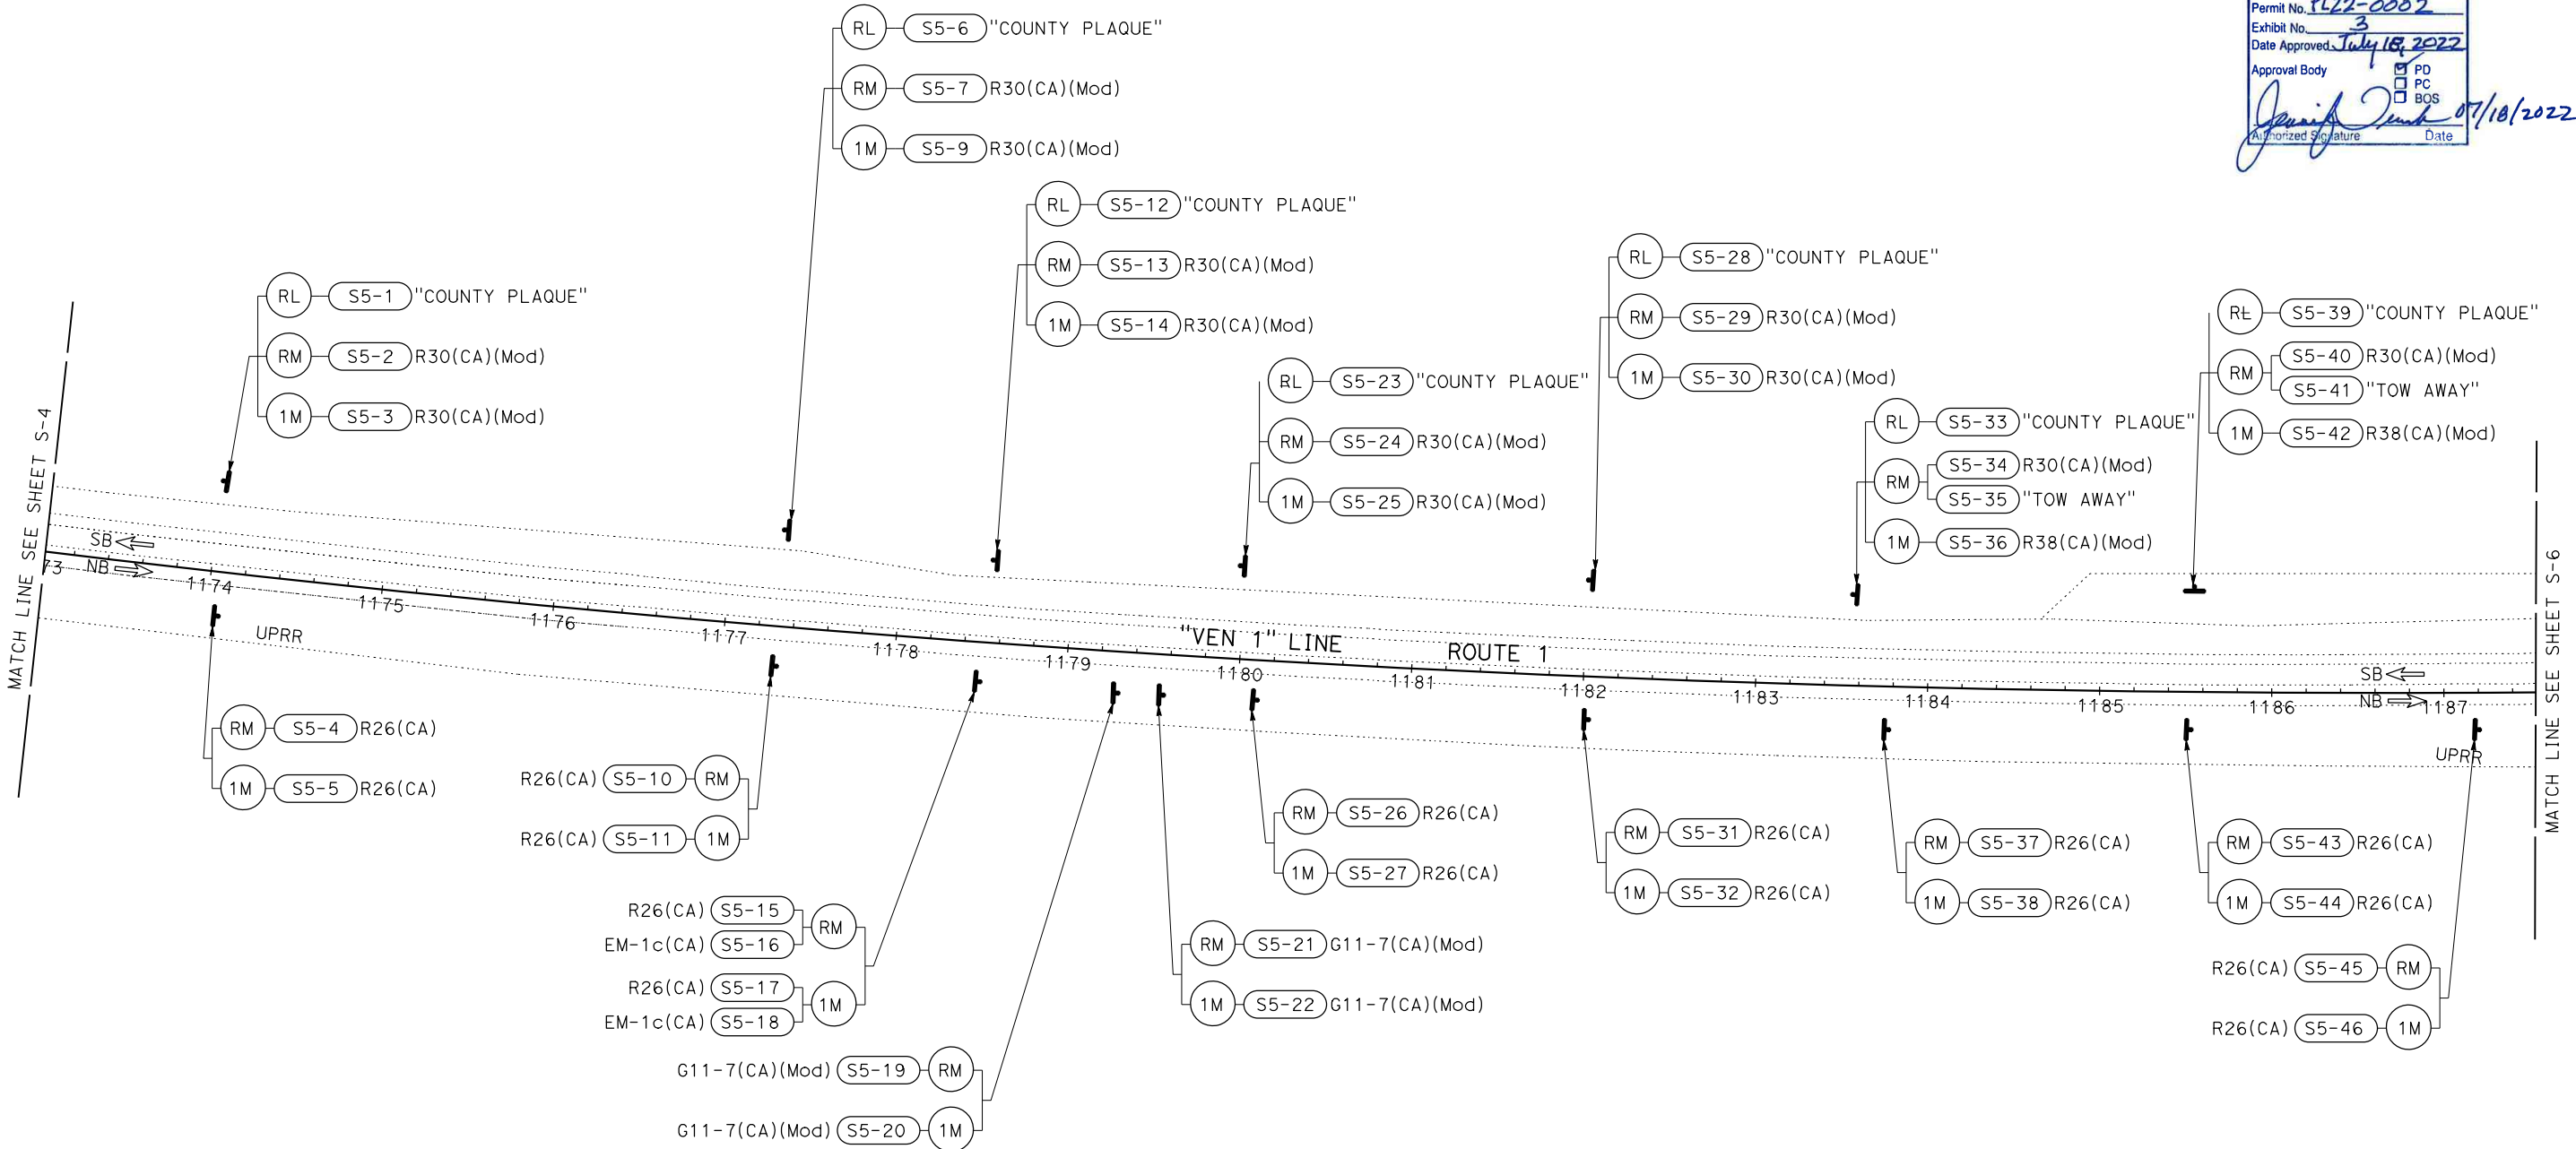 Permit No. PL22-0002
Exhibit No. 3
Date Approved July 18, 2022
Approval Body
PD
PC
BOS
07/18/2022
Authorized Signature Date
RL S5-6 "COUNTY PLAQUE"
RM S5-7 R30(CA)(Mod)
1M S5-9 R30(CA)(Mod)
RL S5-12 "COUNTY PLAQUE"
RM S5-13 R30(CA)(Mod)
1M S5-14 R30(CA)(Mod)
RL S5-1 "COUNTY PLAQUE"
RM S5-2 R30(CA)(Mod)
1M S5-3 R30(CA)(Mod)
RL S5-23 "COUNTY PLAQUE"
RM S5-24 R30(CA)(Mod)
1M S5-25 R30(CA)(Mod)
RL S5-28 "COUNTY PLAQUE"
RM S5-29 R30(CA)(Mod)
1M S5-30 R30(CA)(Mod)
RL S5-33 "COUNTY PLAQUE"
RM S5-34 R30(CA)(Mod)
S5-35 "TOW AWAY"
1M S5-36 R38(CA)(Mod)
RL S5-39 "COUNTY PLAQUE"
RM S5-40 R30(CA)(Mod)
S5-41 "TOW AWAY"
1M S5-42 R38(CA)(Mod)
MATCH LINE SEE SHEET S-4
SB
NB
73
1174
1175
1176
1177
1178
1179
1180
1181
1182
1183
1184
1185
1186
1187
UPRR
"VEN 1" LINE
ROUTE 1
SB
NB
UPRR
MATCH LINE SEE SHEET S-6
RM S5-4 R26(CA)
1M S5-5 R26(CA)
R26(CA) S5-10 RM
R26(CA) S5-11 1M
R26(CA) S5-15 RM
EM-1c(CA) S5-16
R26(CA) S5-17 1M
EM-1c(CA) S5-18
G11-7(CA)(Mod) S5-19 RM
G11-7(CA)(Mod) S5-20 1M
RM S5-21 G11-7(CA)(Mod)
1M S5-22 G11-7(CA)(Mod)
RM S5-26 R26(CA)
1M S5-27 R26(CA)
RM S5-31 R26(CA)
1M S5-32 R26(CA)
RM S5-37 R26(CA)
1M S5-38 R26(CA)
RM S5-43 R26(CA)
1M S5-44 R26(CA)
R26(CA) S5-45 RM
R26(CA) S5-46 1M